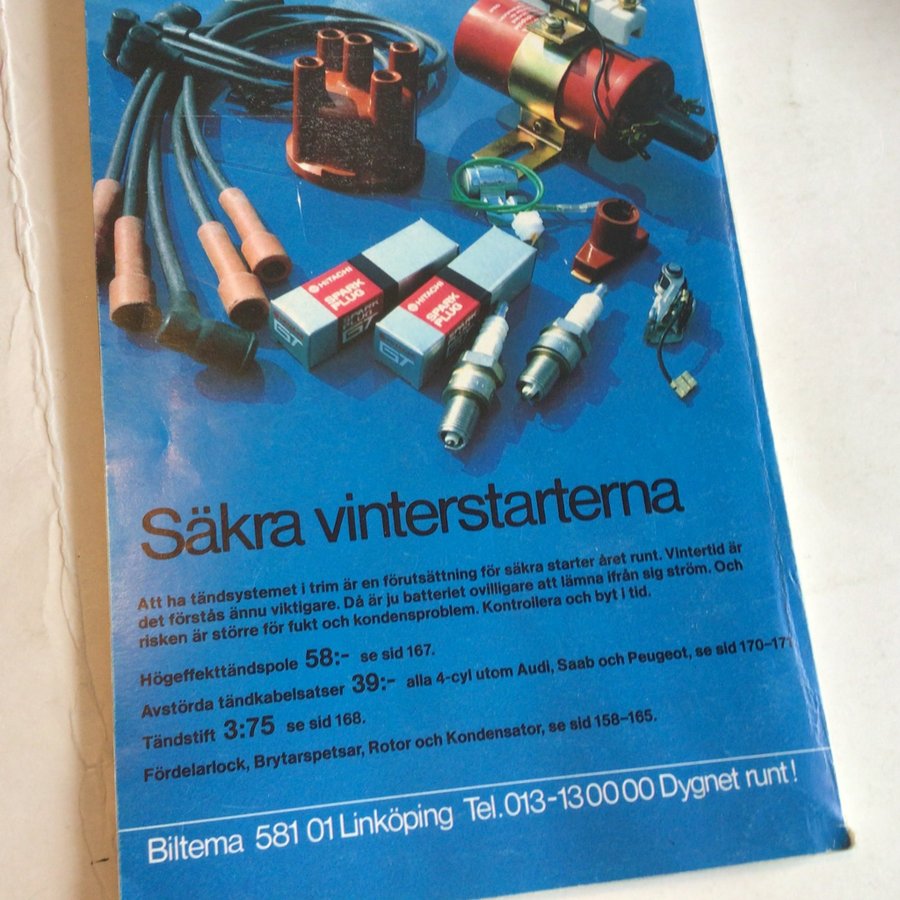 HITACHI
SPARK
PLUG
GT
HITACHI
SPARK
PLUG
GT
Säkra vinterstarterna
Att ha tändsystemet i trim är en förutsättning för säkra starter året runt. Vintertid är
det förstås ännu viktigare. Då är ju batteriet ovilligare att lämna ifrån sig ström. Och
risken är större för fukt och kondensproblem. Kontrollera och byt i tid.
Högeffekttändspole 58:- se sid 167.
Avstörda tändkabelsatser 39:- alla 4-cyl utom Audi, Saab och Peugeot, se sid 170–171
Tändstift 3:75 se sid 168.
Fördelarlock, Brytarspetsar, Rotor och Kondensator, se sid 158–165.
Biltema 581 01 Linköping Tel. 013-13 00 00 Dygnet runt!